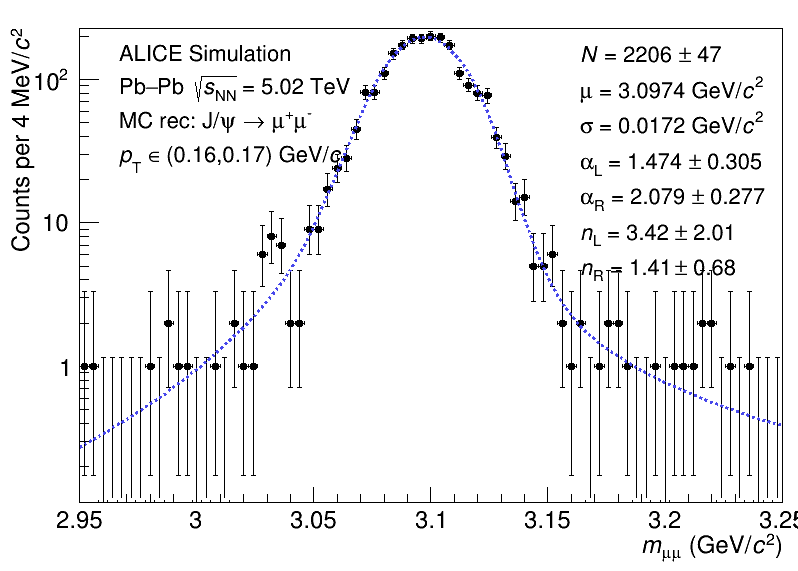 Counts per 4 MeV/c²
ALICE Simulation
Pb–Pb √sNN = 5.02 TeV
MC rec: J/ψ → μ⁺μ⁻
pT ∈ (0.16,0.17) GeV/c
N = 2206 ± 47
μ = 3.0974 GeV/c²
σ = 0.0172 GeV/c²
αL = 1.474 ± 0.305
αR = 2.079 ± 0.277
nL = 3.42 ± 2.01
nR = 1.41 ± 0.68
10²
10
1
2.95 3 3.05 3.1 3.15 3.2 3.25
mμμ (GeV/c²)